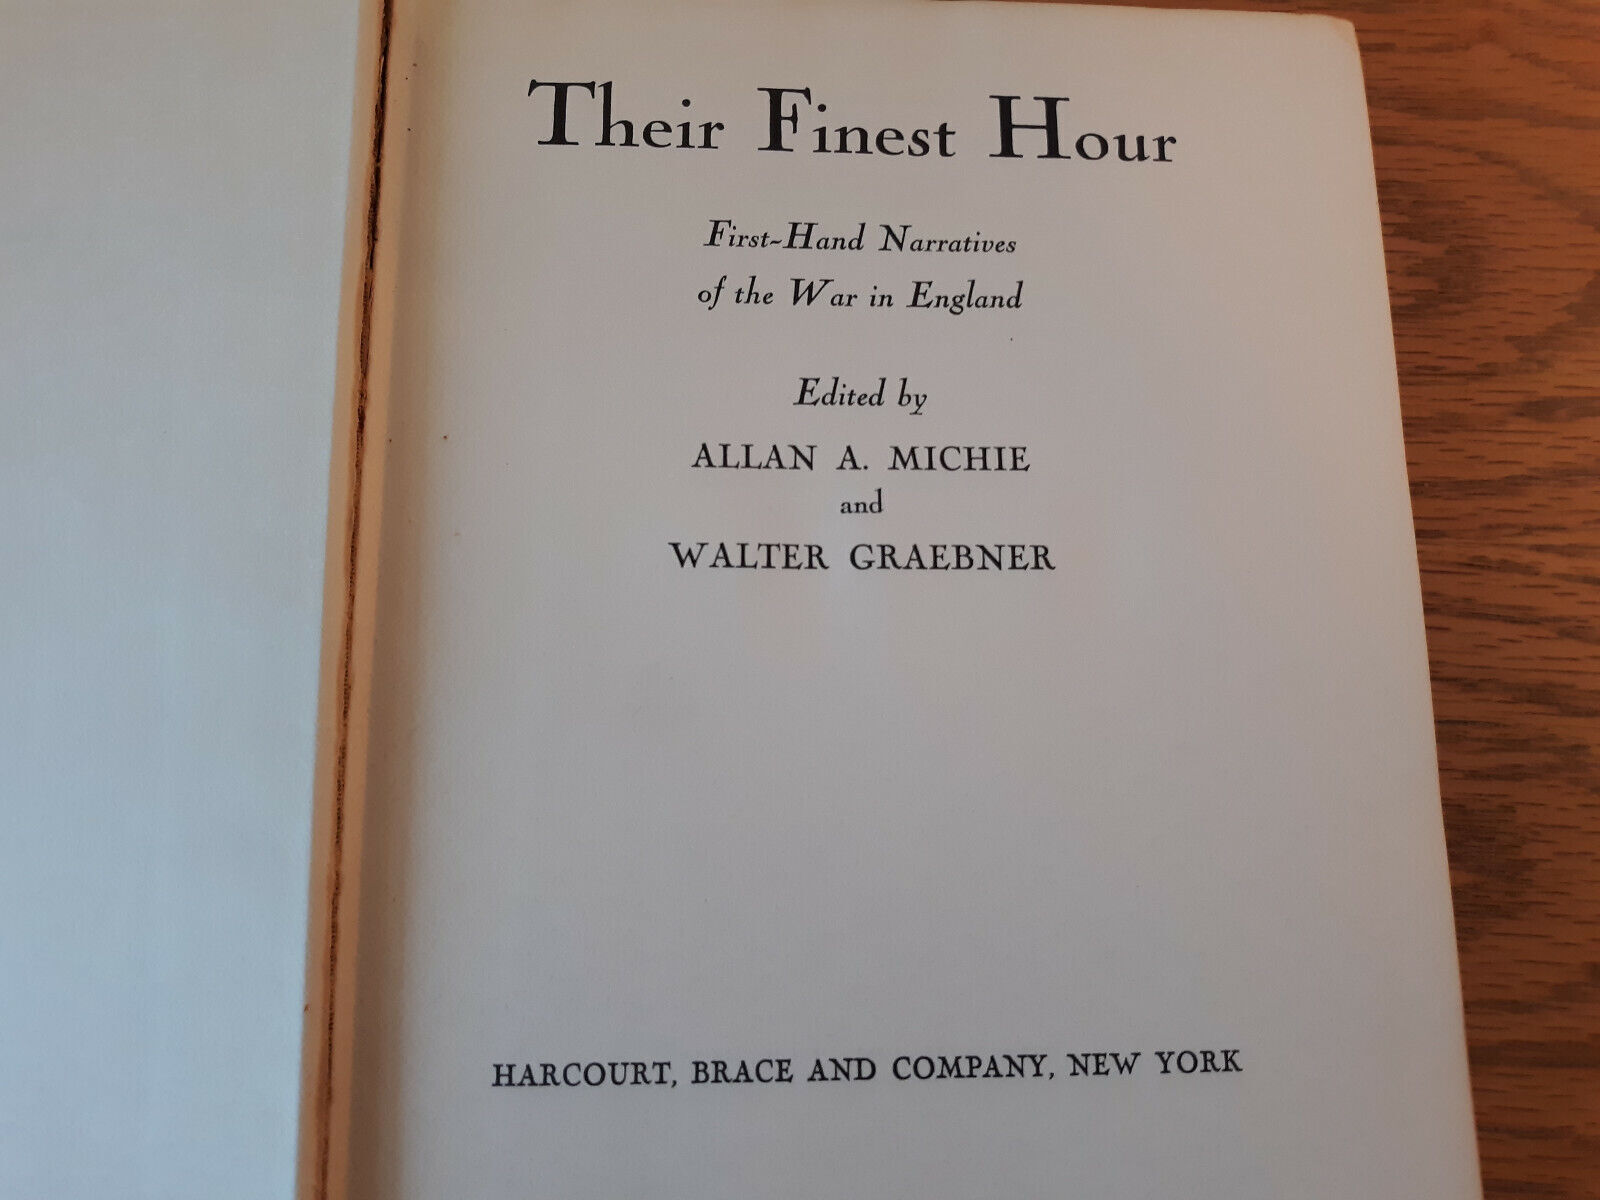 Their Finest Hour
First-Hand Narratives
of the War in England
Edited by
ALLAN A. MICHIE
and
WALTER GRAEBNER
HARCOURT, BRACE AND COMPANY, NEW YORK